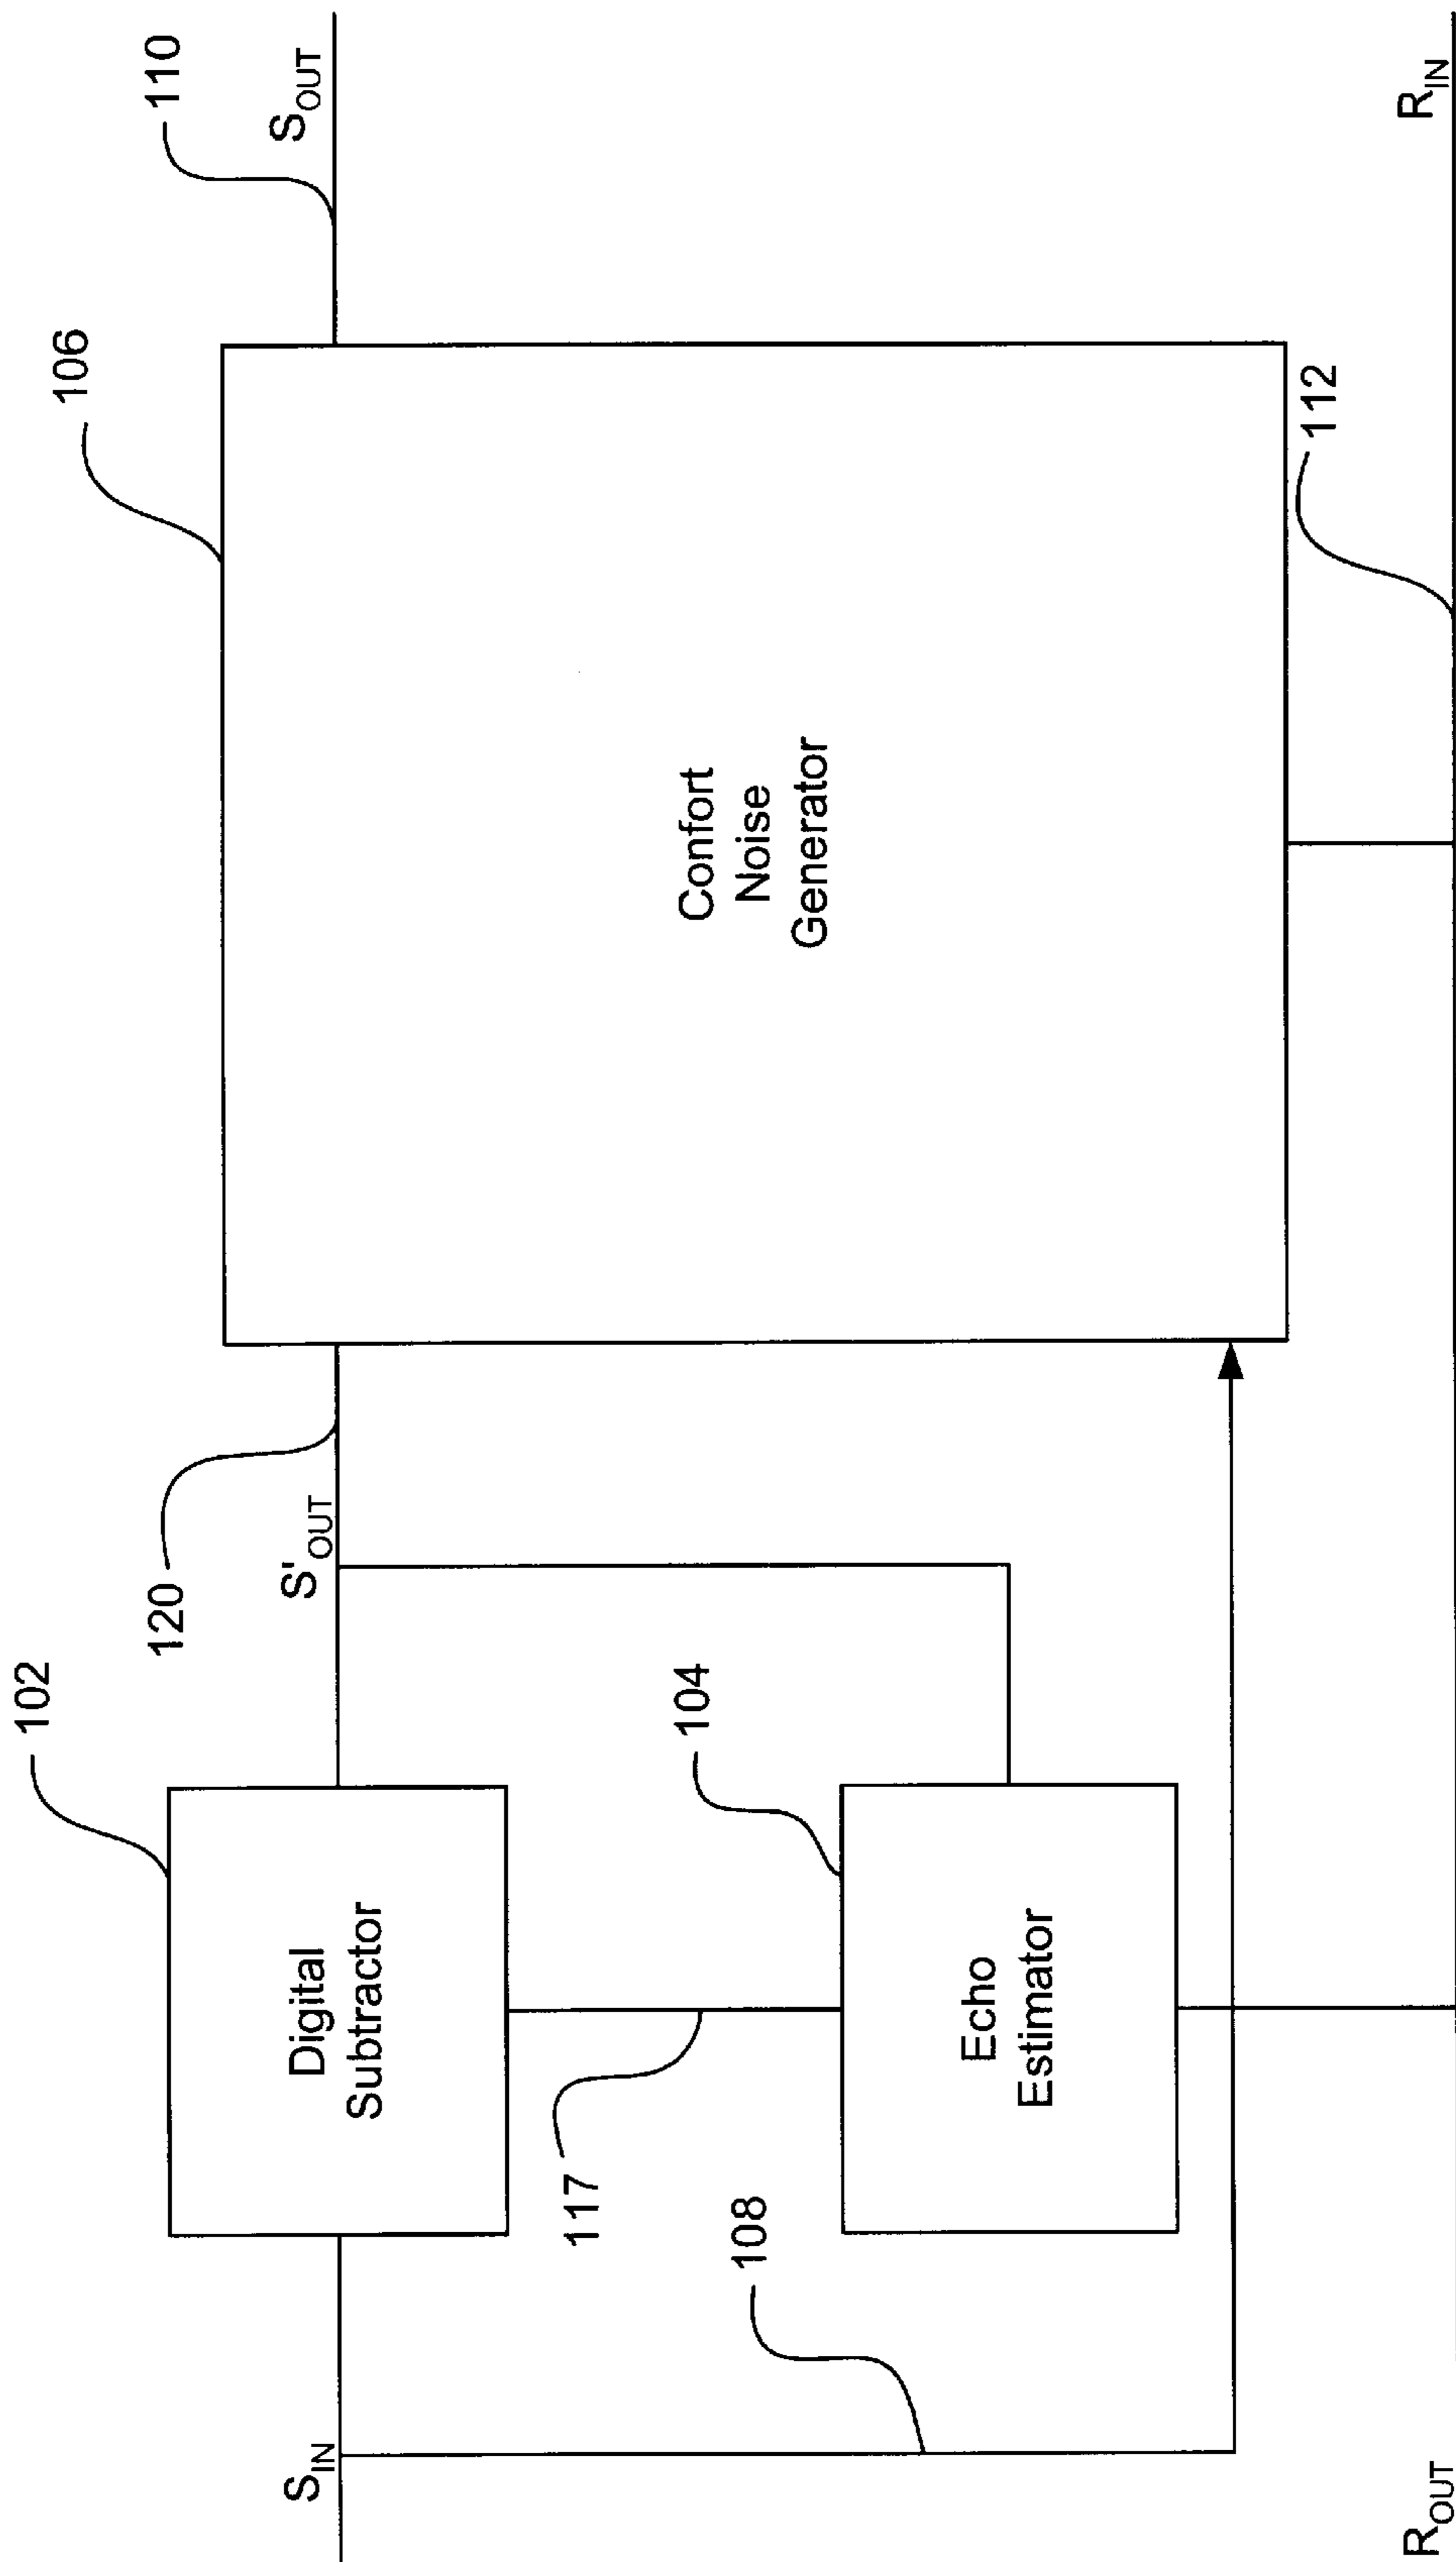 102
120
106
110
S_IN
Digital
Subtractor
S'_OUT
S_OUT
117
104
108
Echo
Estimator
Confort
Noise
Generator
112
R_OUT
R_IN